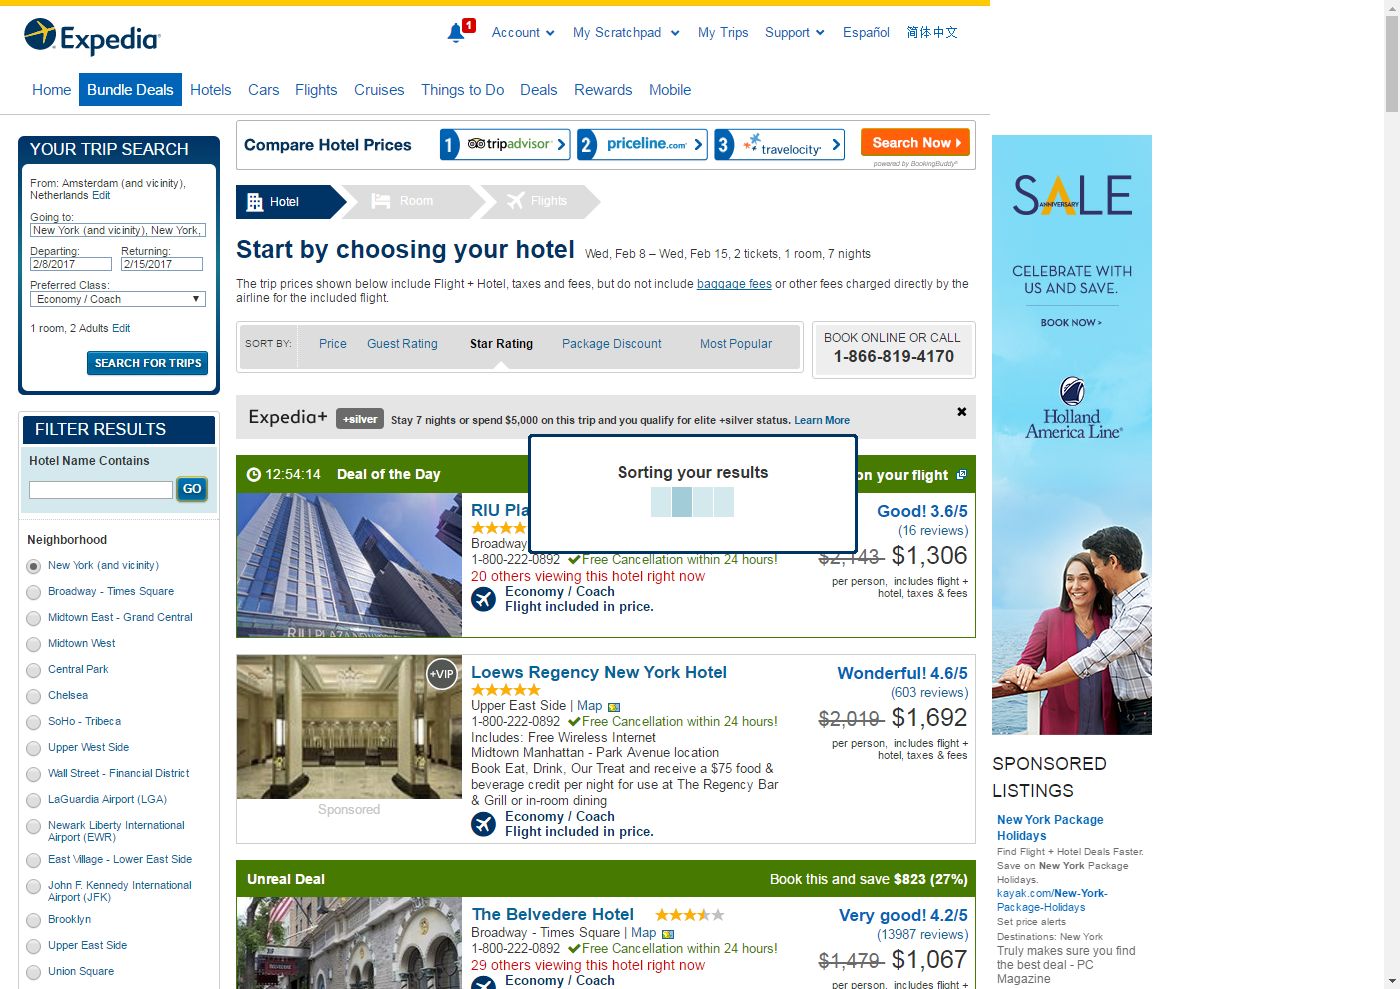 Expedia
1
Account
My Scratchpad
My Trips
Support
Español
简体中文
Home
Bundle Deals
Hotels
Cars
Flights
Cruises
Things to Do
Deals
Rewards
Mobile
YOUR TRIP SEARCH
From: Amsterdam (and vicinity),
Netherlands Edit
Going to:
New York (and vicinity), New York,
Departing:
Returning:
2/8/2017
2/15/2017
Preferred Class:
Economy / Coach
1 room, 2 Adults Edit
SEARCH FOR TRIPS
FILTER RESULTS
Hotel Name Contains
GO
Neighborhood
New York (and vicinity)
Broadway - Times Square
Midtown East - Grand Central
Midtown West
Central Park
Chelsea
SoHo - Tribeca
Upper West Side
Wall Street - Financial District
LaGuardia Airport (LGA)
Newark Liberty International
Airport (EWR)
East Village - Lower East Side
John F. Kennedy International
Airport (JFK)
Brooklyn
Upper East Side
Union Square
Compare Hotel Prices
1 tripadvisor
2 priceline.com
3 travelocity
Search Now
powered by BookingBuddy
Hotel
Room
Flights
Start by choosing your hotel
Wed, Feb 8 – Wed, Feb 15, 2 tickets, 1 room, 7 nights
The trip prices shown below include Flight + Hotel, taxes and fees, but do not include baggage fees or other fees charged directly by the
airline for the included flight.
SORT BY:
Price
Guest Rating
Star Rating
Package Discount
Most Popular
BOOK ONLINE OR CALL
1-866-819-4170
Expedia+ +silver Stay 7 nights or spend $5,000 on this trip and you qualify for elite +silver status. Learn More
Sorting your results
12:54:14 Deal of the Day
on your flight
RIU PLAZA
RIU Pla
Broadway
1-800-222-0892 Free Cancellation within 24 hours!
20 others viewing this hotel right now
Economy / Coach
Flight included in price.
Good! 3.6/5
(16 reviews)
$2,143 $1,306
per person, includes flight +
hotel, taxes & fees
+VIP
Sponsored
Loews Regency New York Hotel
Upper East Side | Map
1-800-222-0892 Free Cancellation within 24 hours!
Includes: Free Wireless Internet
Midtown Manhattan - Park Avenue location
Book Eat, Drink, Our Treat and receive a $75 food &
beverage credit per night for use at The Regency Bar
& Grill or in-room dining
Economy / Coach
Flight included in price.
Wonderful! 4.6/5
(603 reviews)
$2,019 $1,692
per person, includes flight +
hotel, taxes & fees
Unreal Deal
Book this and save $823 (27%)
The Belvedere Hotel
Broadway - Times Square | Map
1-800-222-0892 Free Cancellation within 24 hours!
29 others viewing this hotel right now
Economy / Coach
Very good! 4.2/5
(13987 reviews)
$1,479 $1,067
per person, includes flight +
SALE
ANNIVERSARY
CELEBRATE WITH
US AND SAVE.
BOOK NOW >
Holland
America Line
SPONSORED
LISTINGS
New York Package
Holidays
Find Flight + Hotel Deals Faster.
Save on New York Package
Holidays.
kayak.com/New-York-
Package-Holidays
Set price alerts
Destinations: New York
Truly makes sure you find
the best deal - PC
Magazine